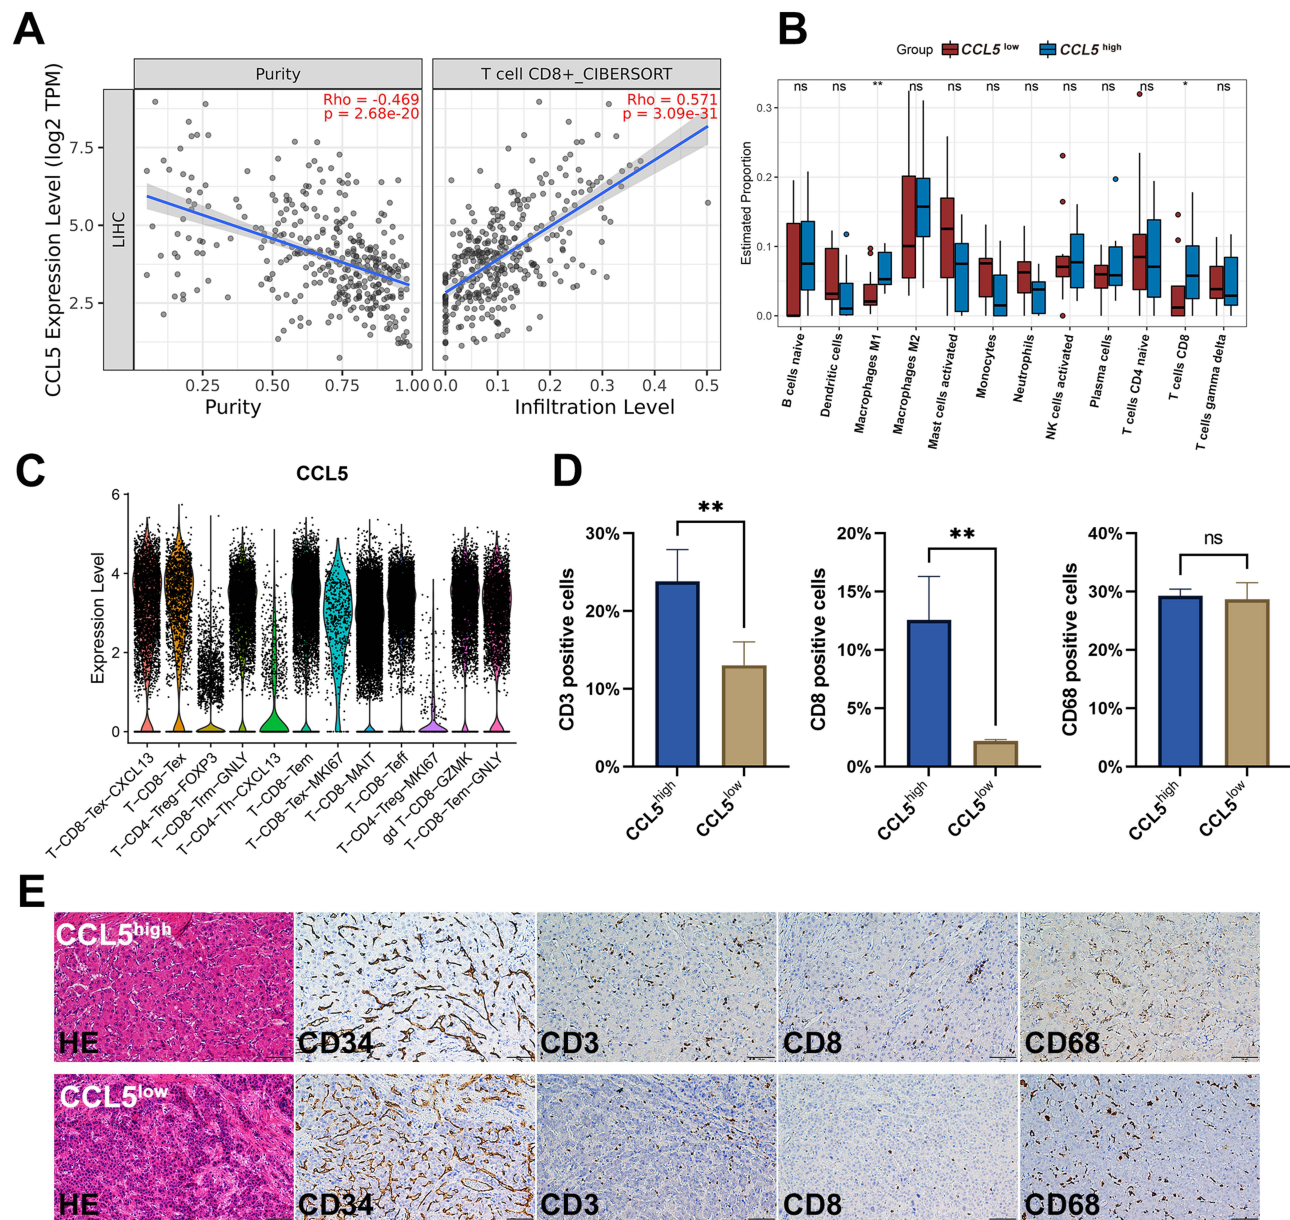 A
CCL5 Expression Level (log2 TPM)
LIHC
Purity
T cell CD8+_CIBERSORT
Rho = -0.469
p = 2.68e-20
Rho = 0.571
p = 3.09e-31
7.5
5.0
2.5
0.25 0.50 0.75 1.00
0.0 0.1 0.2 0.3 0.4 0.5
Purity
Infiltration Level
B
Group CCL5 low CCL5 high
ns ns ** ns ns ns ns ns ns ns * ns
Estimated Proportion
0.3
0.2
0.1
0.0
B cells naive
Dendritic cells
Macrophages M1
Macrophages M2
Mast cells activated
Monocytes
Neutrophils
NK cells activated
Plasma cells
T cells CD4 naive
T cells CD8
T cells gamma delta
C
CCL5
Expression Level
6
4
2
0
T-CD8-Tex-CXCL13
T-CD8-Tex
T-CD4-Treg-FOXP3
T-CD8-Trm-GNLY
T-CD4-Th-CXCL13
T-CD8-Tem
T-CD8-Tex-MKI67
T-CD8-MAIT
T-CD8-Teff
T-CD4-Treg-MKI67
gd T-CD8-GZMK
T-CD8-Tem-GNLY
D
CD3 positive cells
30%
20%
10%
0%
**
CCL5high
CCL5low
CD8 positive cells
20%
15%
10%
5%
0%
**
CCL5high
CCL5low
CD68 positive cells
40%
30%
20%
10%
0%
ns
CCL5high
CCL5low
E
CCL5high
HE
CD34
CD3
CD8
CD68
CCL5low
HE
CD34
CD3
CD8
CD68